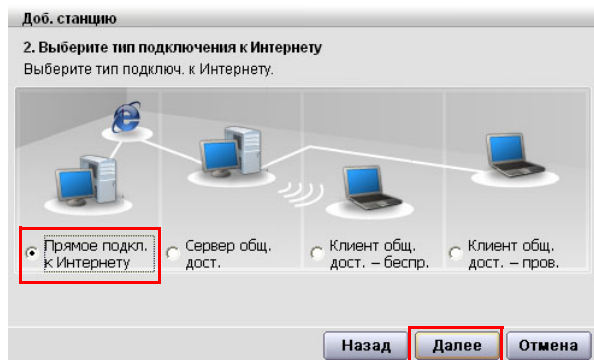 Доб. станцию
2. Выберите тип подключения к Интернету
Выберите тип подключ. к Интернету.
Прямое подкл. к Интернету
Сервер общ. дост.
Клиент общ. дост. – беспр.
Клиент общ. дост. – пров.
Назад Далее Отмена